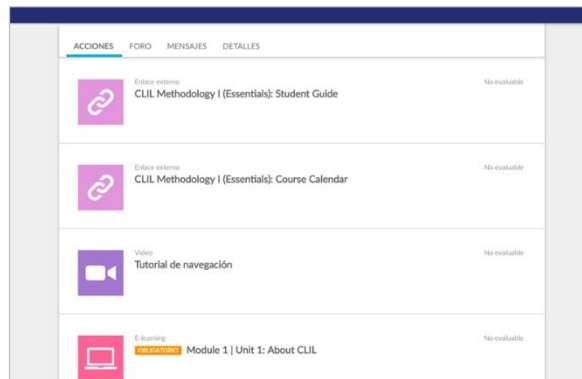 ACCIONES FORO MENSAJES DETALLES
Enlace externo No evaluable
CLIL Methodology I (Essentials): Student Guide
Enlace externo No evaluable
CLIL Methodology I (Essentials): Course Calendar
Vídeo No evaluable
Tutorial de navegación
E-learning No evaluable
OBLIGATORIO Module 1 | Unit 1: About CLIL